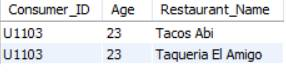 Consumer_ID Age Restaurant_Name
U1103 23 Tacos Abi
U1103 23 Taqueria El Amigo